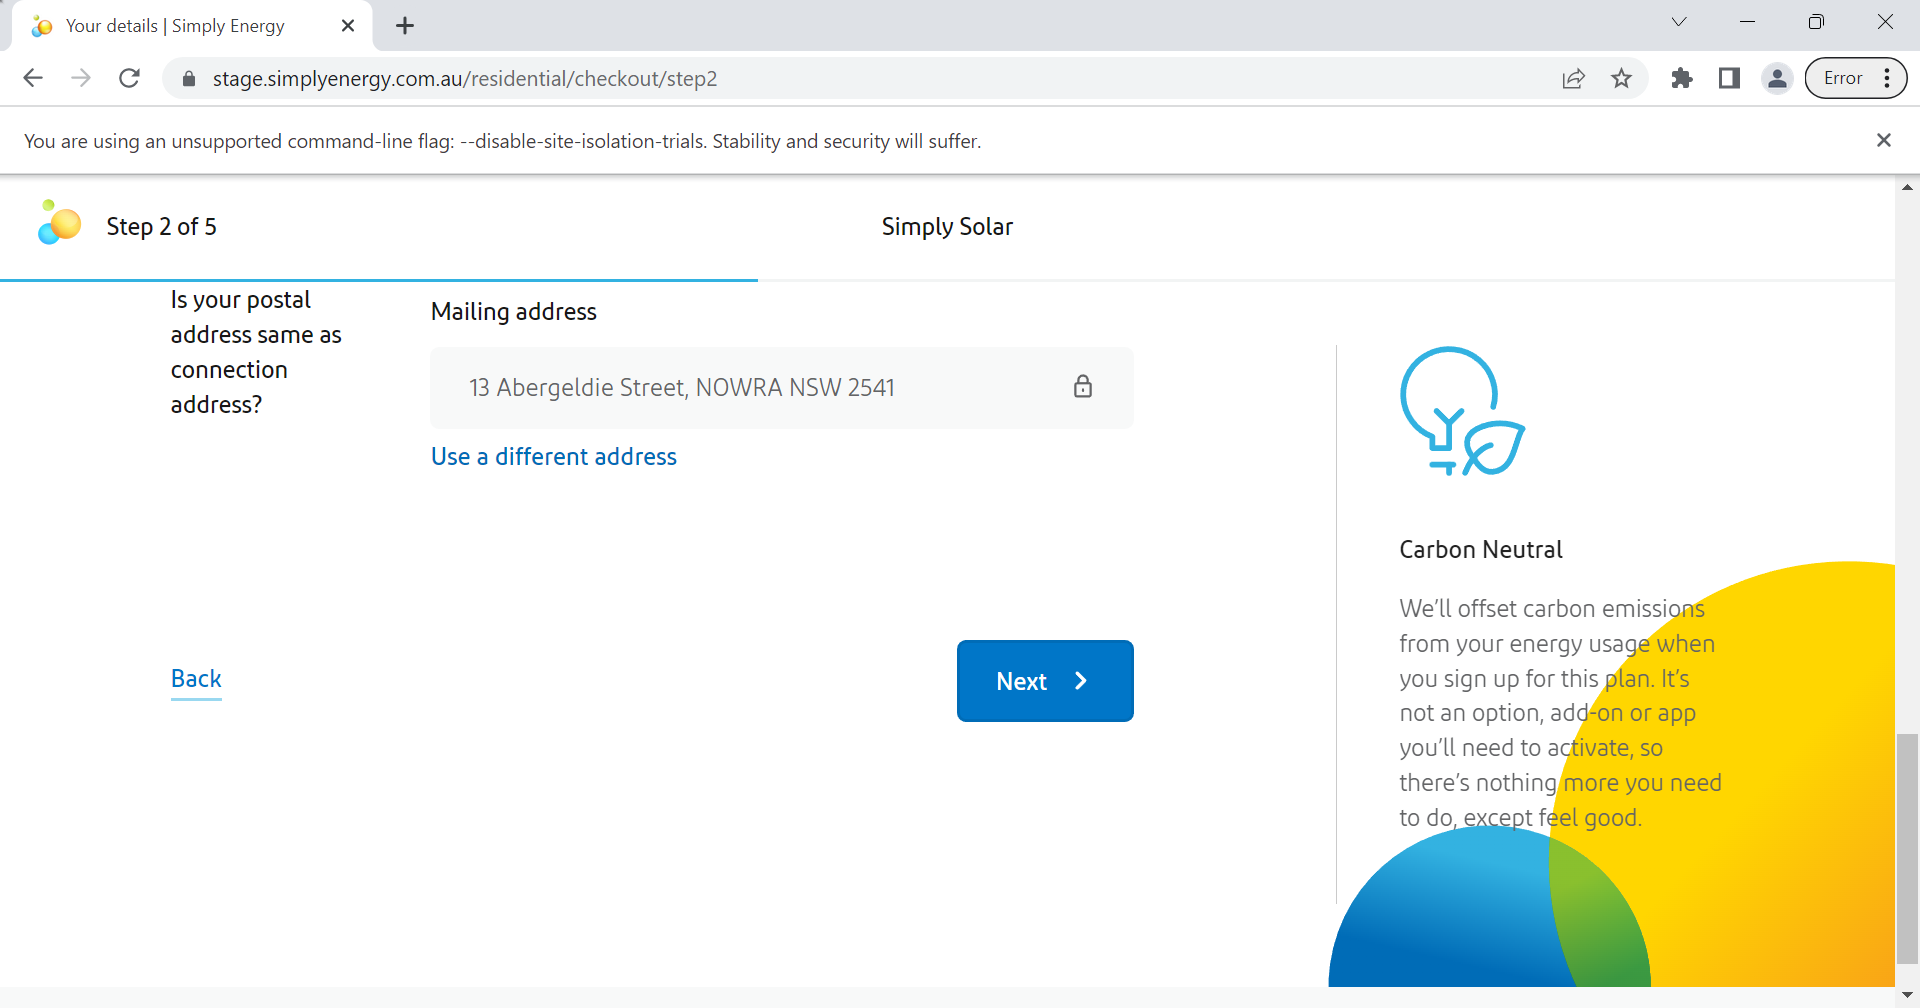 Your details | Simply Energy
stage.simplyenergy.com.au/residential/checkout/step2
Error
You are using an unsupported command-line flag: --disable-site-isolation-trials. Stability and security will suffer.
Step 2 of 5
Simply Solar
Is your postal
address same as
connection
address?
Mailing address
13 Abergeldie Street, NOWRA NSW 2541
Use a different address
Back
Next
Carbon Neutral
We'll offset carbon emissions
from your energy usage when
you sign up for this plan. It's
not an option, add-on or app
you'll need to activate, so
there's nothing more you need
to do, except feel good.